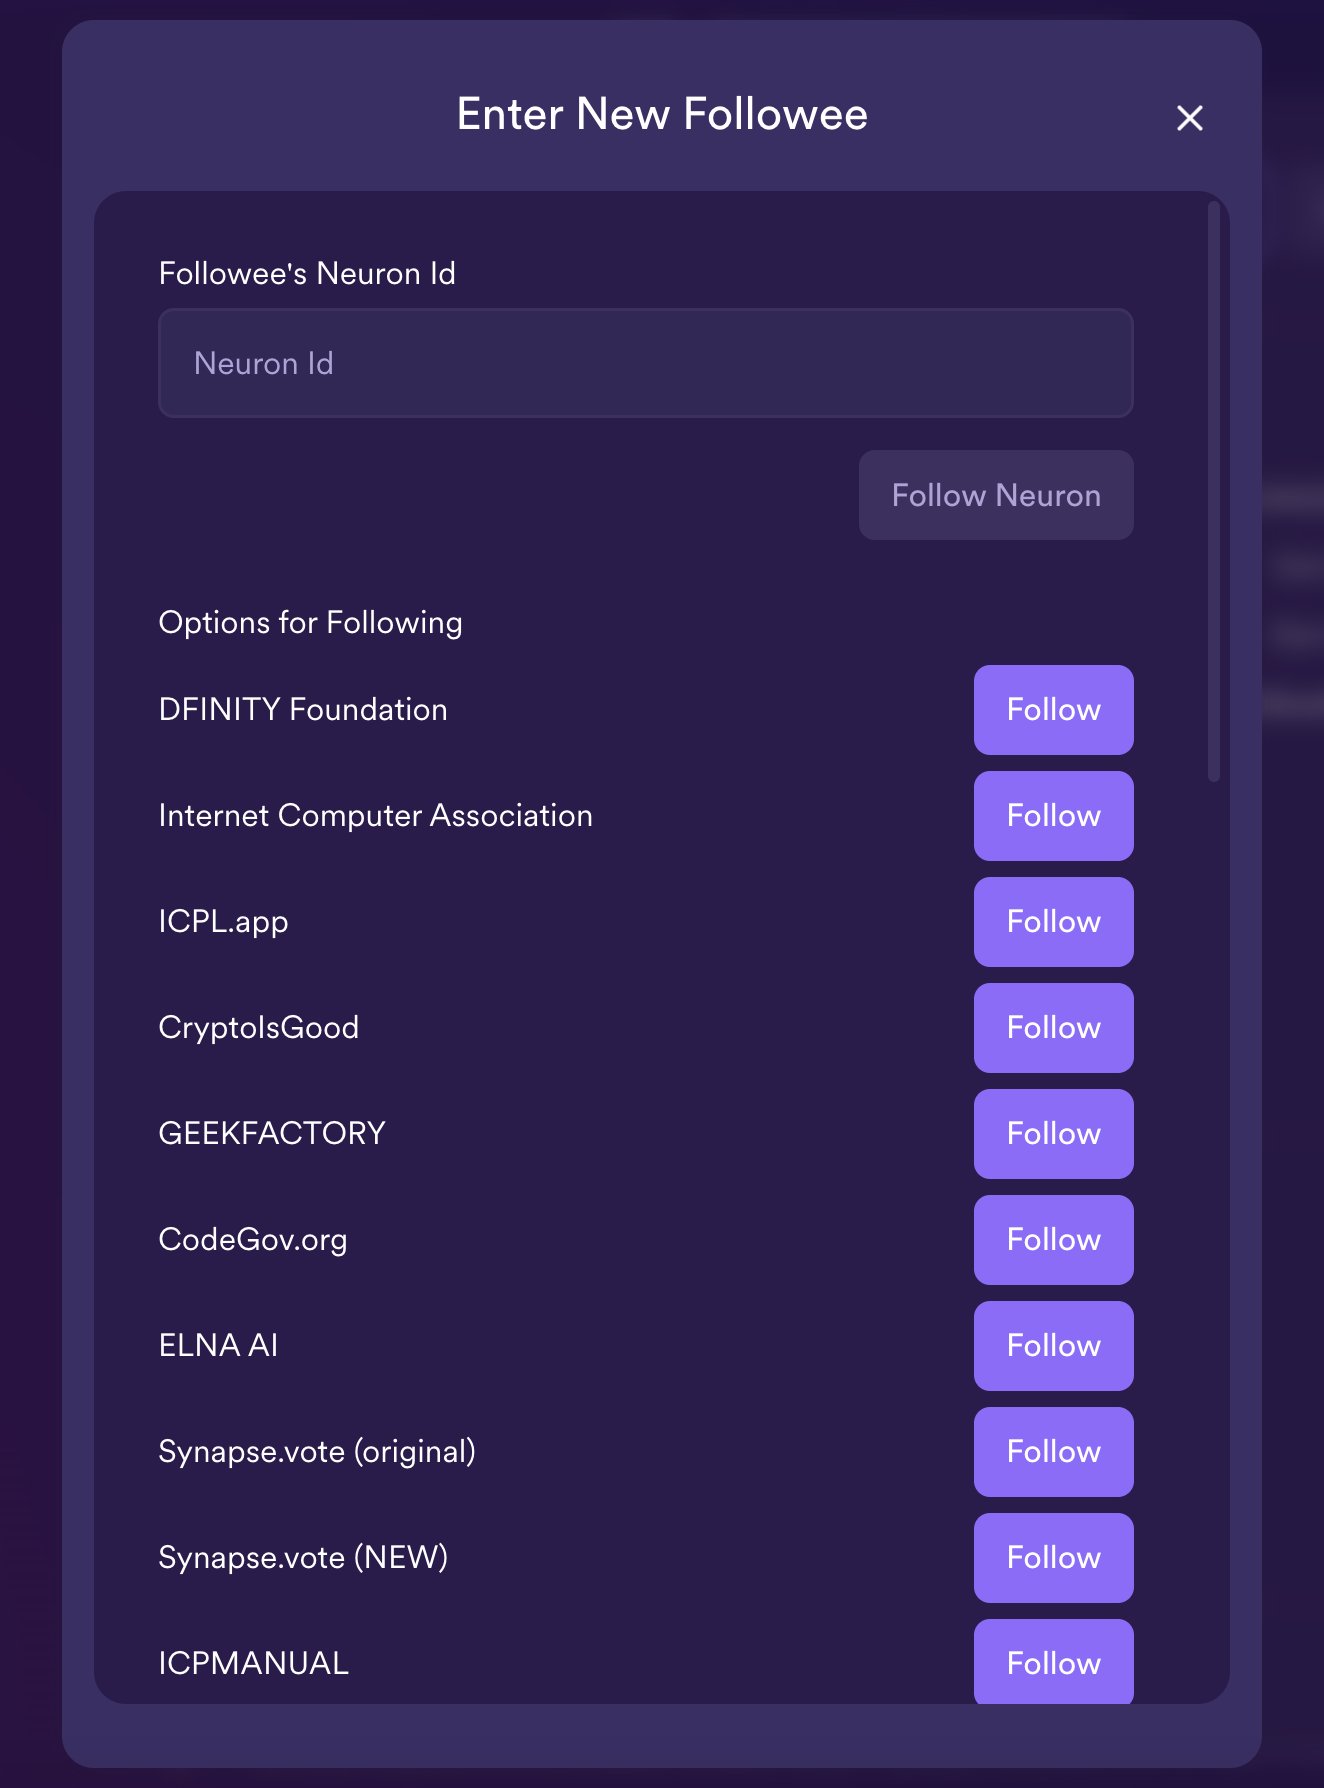 Enter New Followee
Followee's Neuron Id
Neuron Id
Follow Neuron
Options for Following
DFINITY Foundation Follow
Internet Computer Association Follow
ICPL.app Follow
CryptoIsGood Follow
GEEKFACTORY Follow
CodeGov.org Follow
ELNA AI Follow
Synapse.vote (original) Follow
Synapse.vote (NEW) Follow
ICPMANUAL Follow